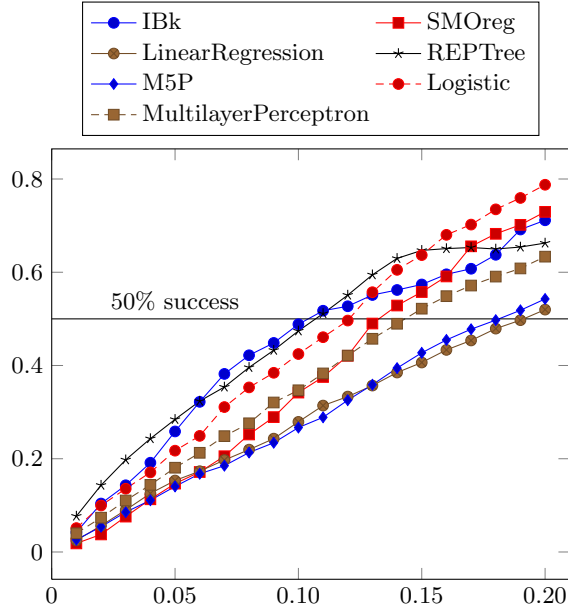 IBk
LinearRegression
M5P
MultilayerPerceptron
SMOreg
REPTree
Logistic
0.8
0.6
50% success
0.4
0.2
0
0 0.05 0.10 0.15 0.20